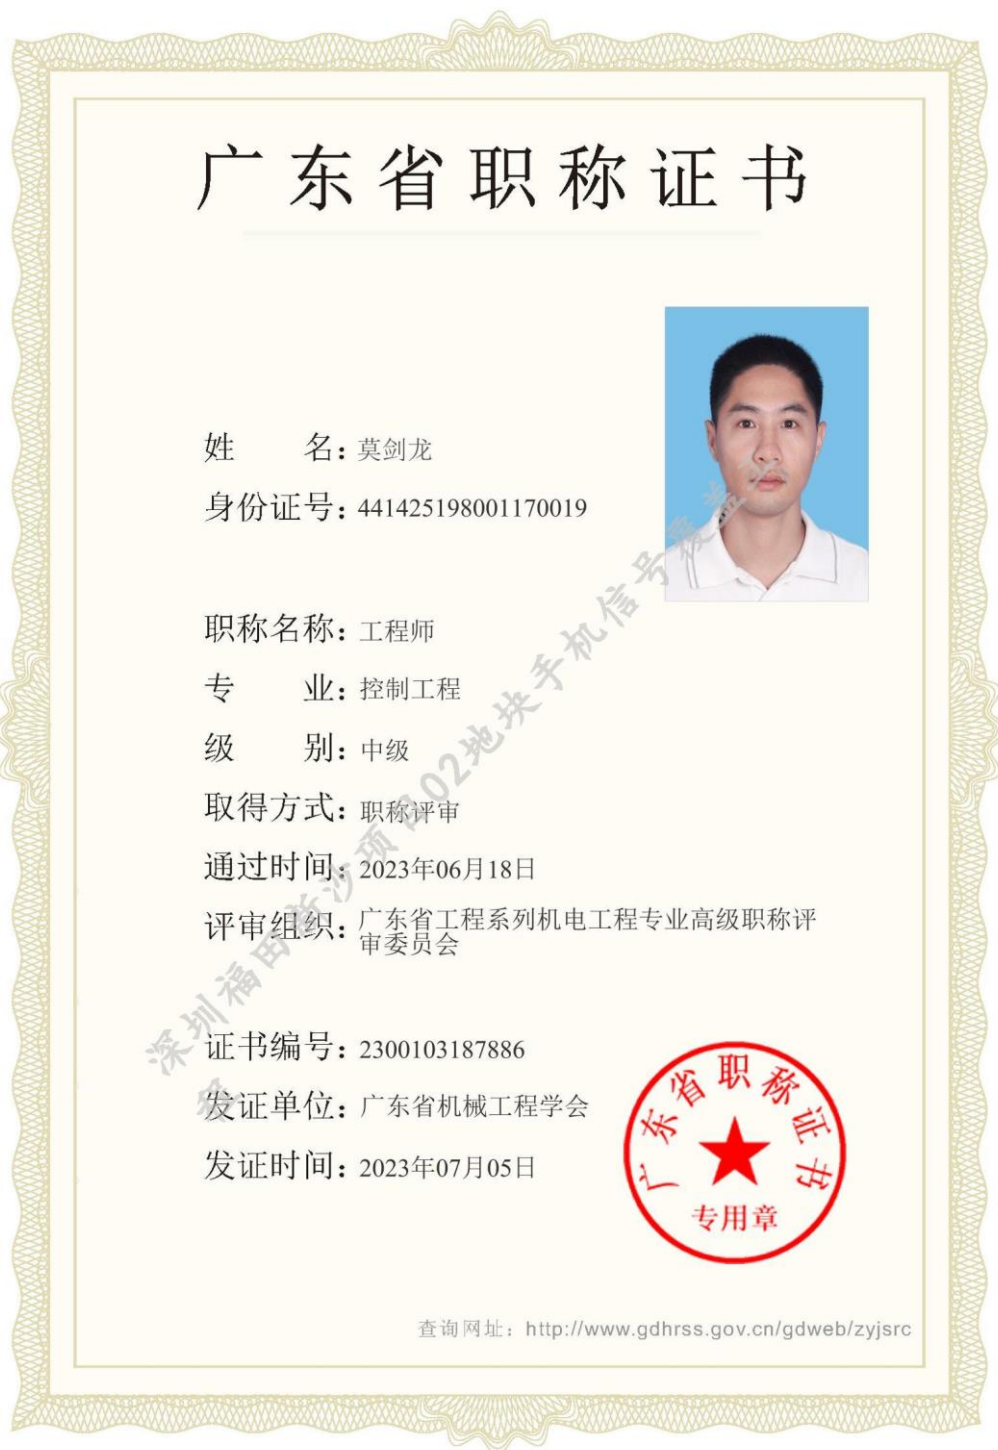 广东省职称证书
姓 名：莫剑龙
身份证号：441425198001170019
职称名称：工程师
专 业：控制工程
级 别：中级
取得方式：职称评审
通过时间：2023年06月18日
评审组织：广东省工程系列机电工程专业高级职称评
审委员会
证书编号：2300103187886
发证单位：广东省机械工程学会
发证时间：2023年07月05日
广东省职称证书
专用章
查询网址：http://www.gdhrss.gov.cn/gdweb/zyjsrc
深圳福田新沙项目02地块手机信号覆盖工
程